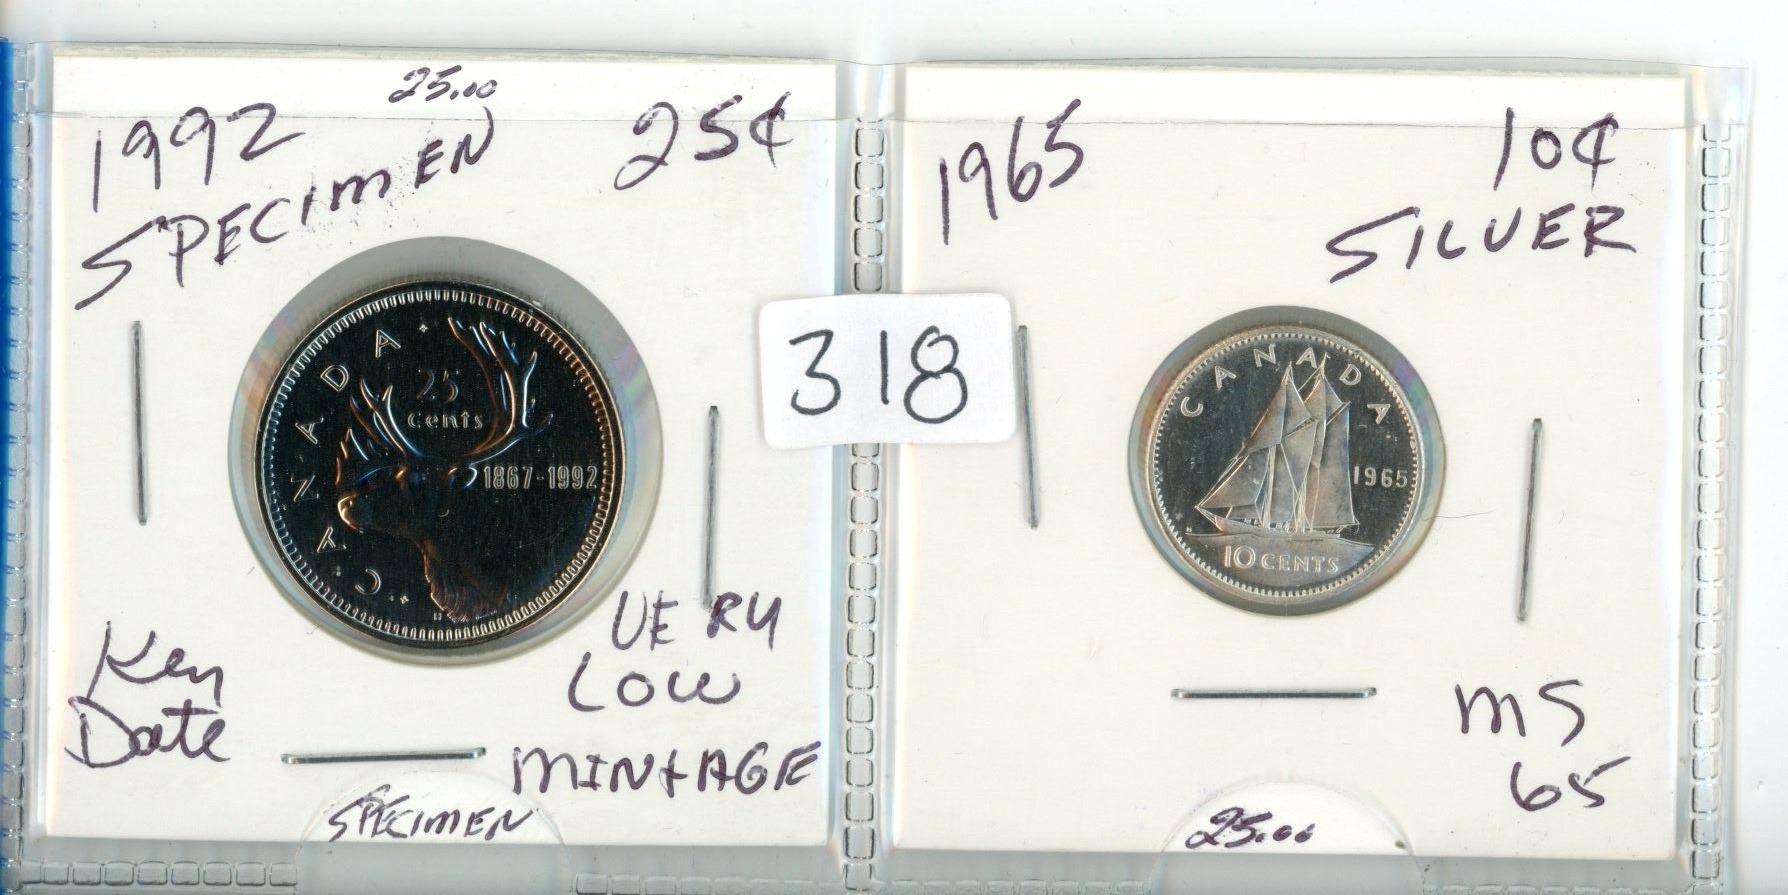 25.00
1992
25¢
SPECIMEN
CANADA
25
cents
1867-1992
Key
Date
VERY
LOW
MINtAGE
SPECIMEN
318
1965
10¢
SILVER
CANADA
1965
10 CENTS
MS
65
25.00